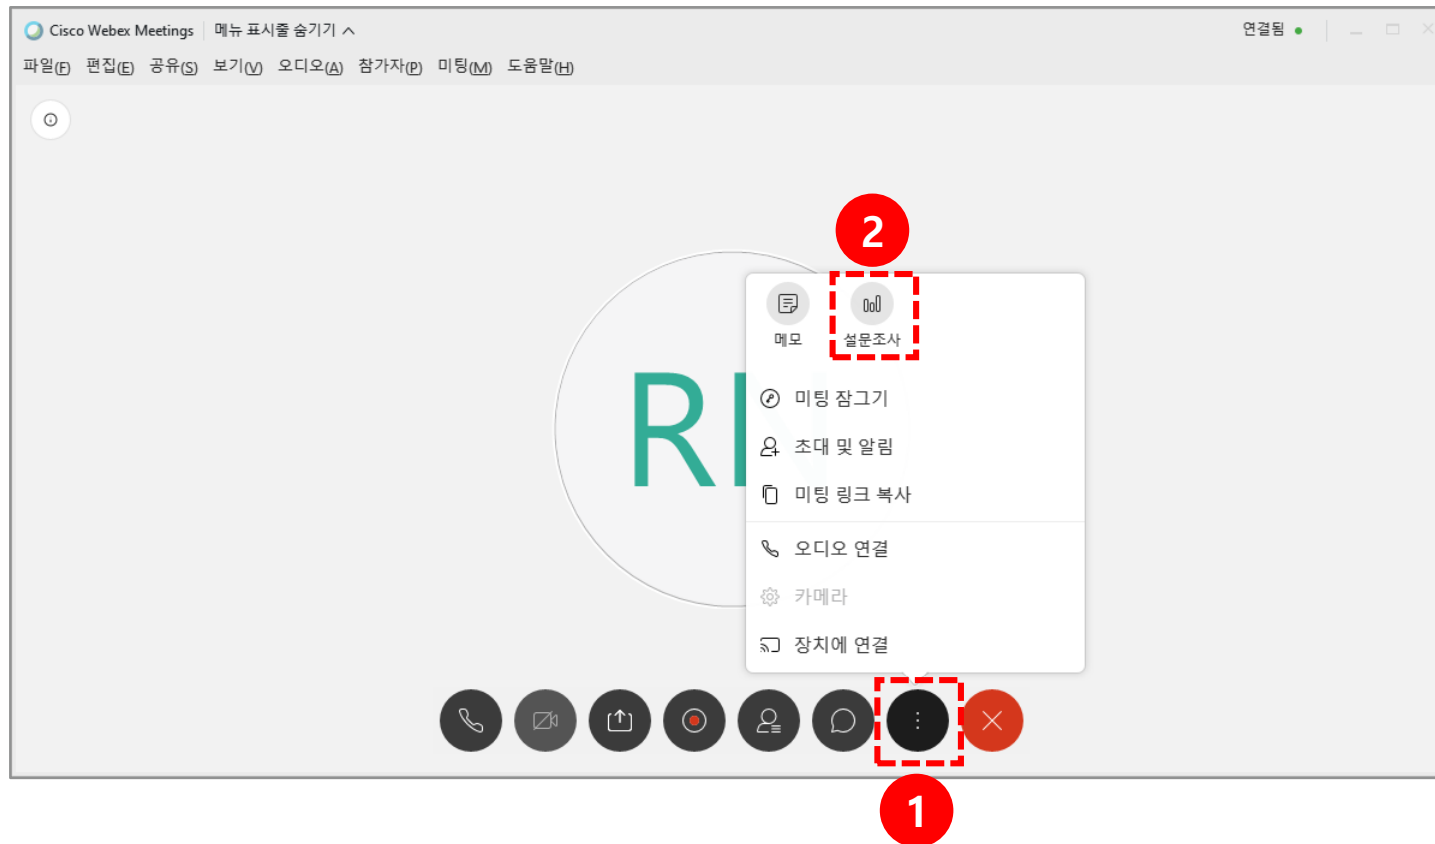 Cisco Webex Meetings 메뉴 표시줄 숨기기 연결됨
파일(F) 편집(E) 공유(S) 보기(V) 오디오(A) 참가자(P) 미팅(M) 도움말(H)
2
메모 설문조사
미팅 잠그기
초대 및 알림
미팅 링크 복사
오디오 연결
카메라
장치에 연결
1